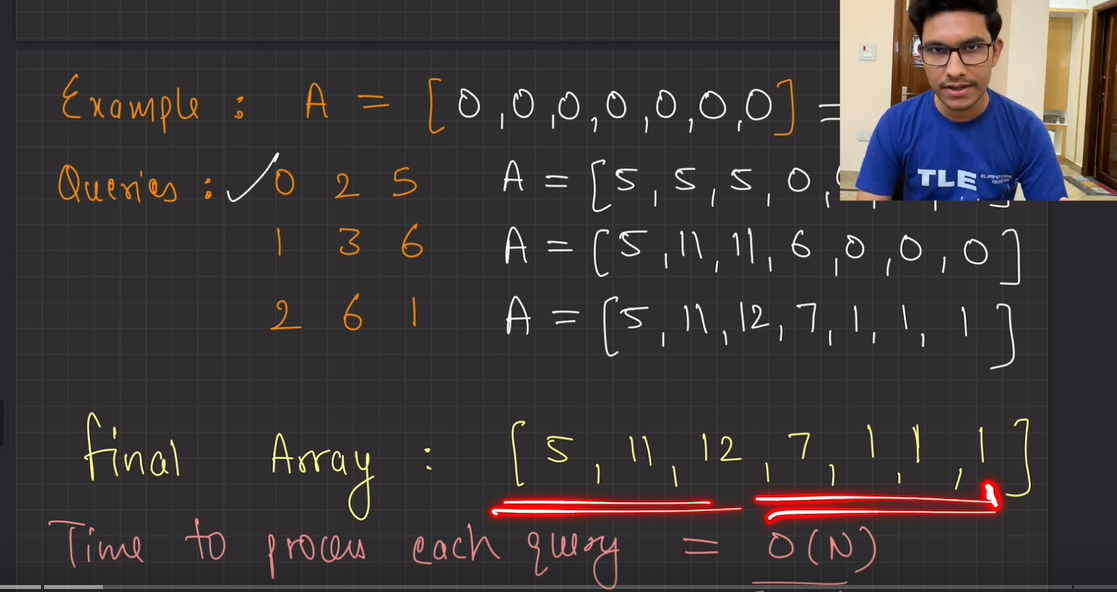 Example : A = [0,0,0,0,0,0,0] =
Queries : ✓ 0 2 5 A = [5,5,5,0,
1 3 6 A = [5,11,11,6,0,0,0]
2 6 1 A = [5,11,12,7,1,1,1]
final Array : [5,11,12,7,1,1,1]
Time to process each query = O(N)
TLE